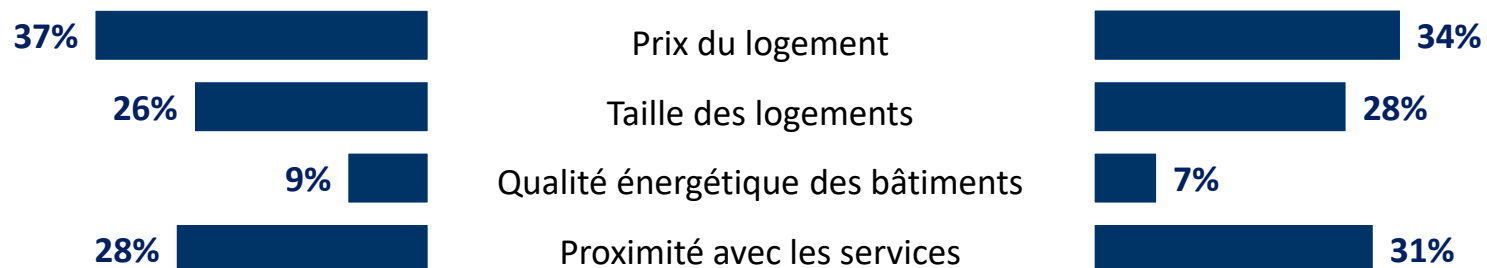 37% Prix du logement 34%
26% Taille des logements 28%
9% Qualité énergétique des bâtiments 7%
28% Proximité avec les services 31%